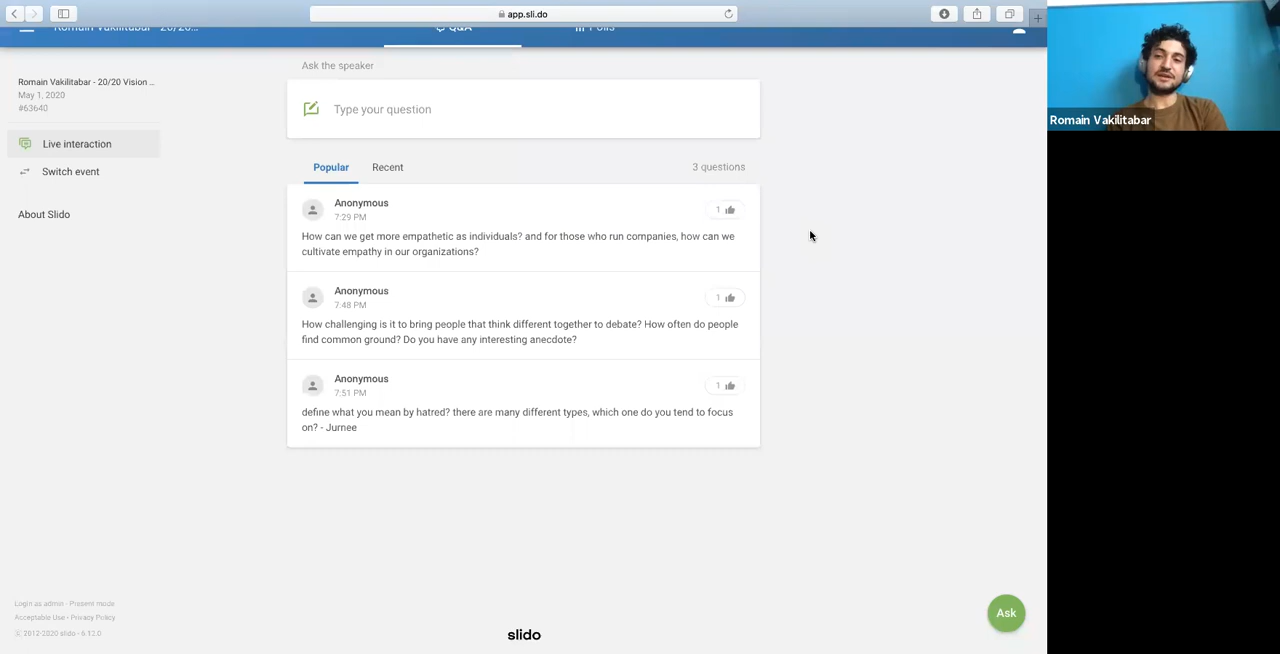 app.sli.do
Romain Vakilitabar - 20/20...
Q&A
Polls
Romain Vakilitabar - 20/20 Vision ...
May 1, 2020
#63640
Live interaction
Switch event
About Slido
Ask the speaker
Type your question
Popular
Recent
3 questions
Anonymous
7:29 PM
1
How can we get more empathetic as individuals? and for those who run companies, how can we
cultivate empathy in our organizations?
Anonymous
7:48 PM
1
How challenging is it to bring people that think different together to debate? How often do people
find common ground? Do you have any interesting anecdote?
Anonymous
7:51 PM
1
define what you mean by hatred? there are many different types, which one do you tend to focus
on? - Jurnee
Login as admin - Present mode
Acceptable Use - Privacy Policy
2012-2020 slido - 6.12.0
slido
Ask
Romain Vakilitabar